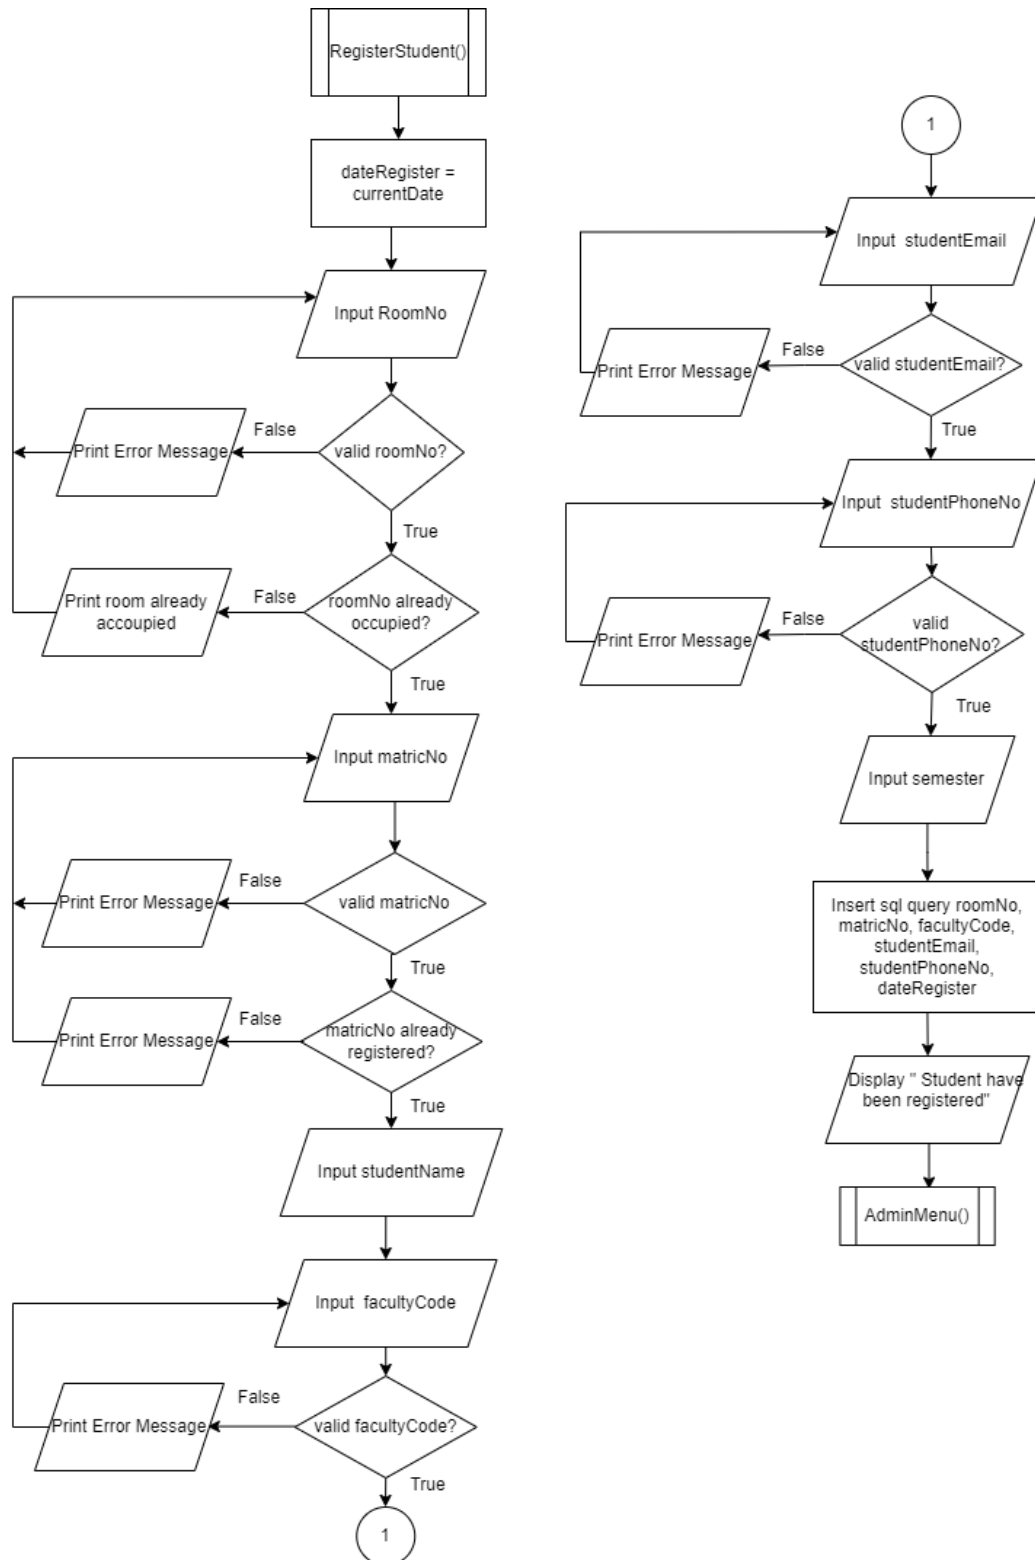 RegisterStudent()
dateRegister =
currentDate
Input RoomNo
valid roomNo?
False
Print Error Message
True
roomNo already
occupied?
False
Print room already
accoupied
True
Input matricNo
valid matricNo
False
Print Error Message
True
matricNo already
registered?
False
Print Error Message
True
Input studentName
Input facultyCode
valid facultyCode?
False
Print Error Message
True
1
1
Input studentEmail
valid studentEmail?
False
Print Error Message
True
Input studentPhoneNo
valid
studentPhoneNo?
False
Print Error Message
True
Input semester
Insert sql query roomNo,
matricNo, facultyCode,
studentEmail,
studentPhoneNo,
dateRegister
Display " Student have
been registered"
AdminMenu()